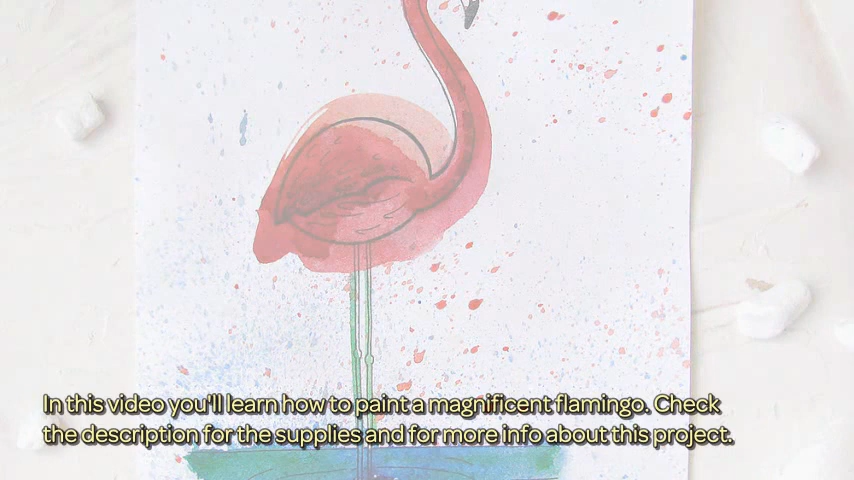 In this video you'll learn how to paint a magnificent flamingo. Check
the description for the supplies and for more info about this project.